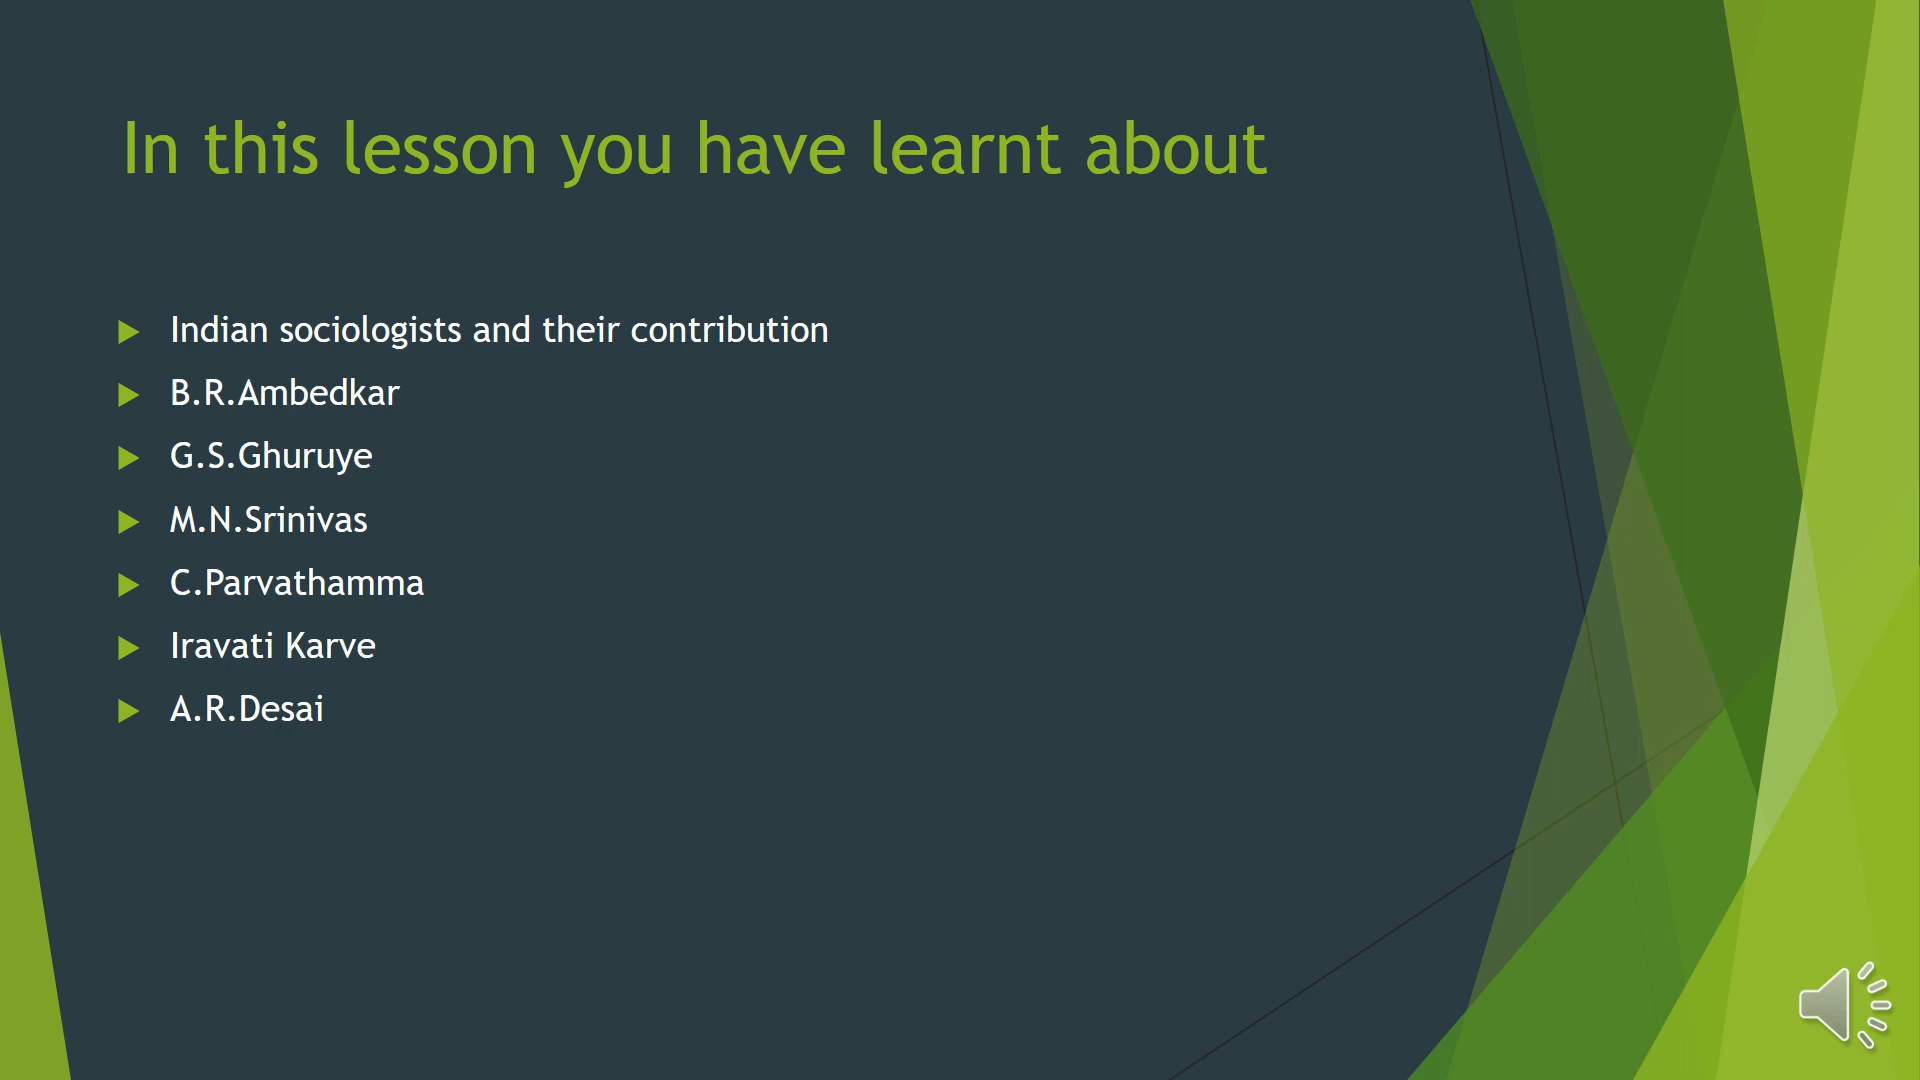 In this lesson you have learnt about
Indian sociologists and their contribution
B.R.Ambedkar
G.S.Ghuruye
M.N.Srinivas
C.Parvathamma
Iravati Karve
A.R.Desai